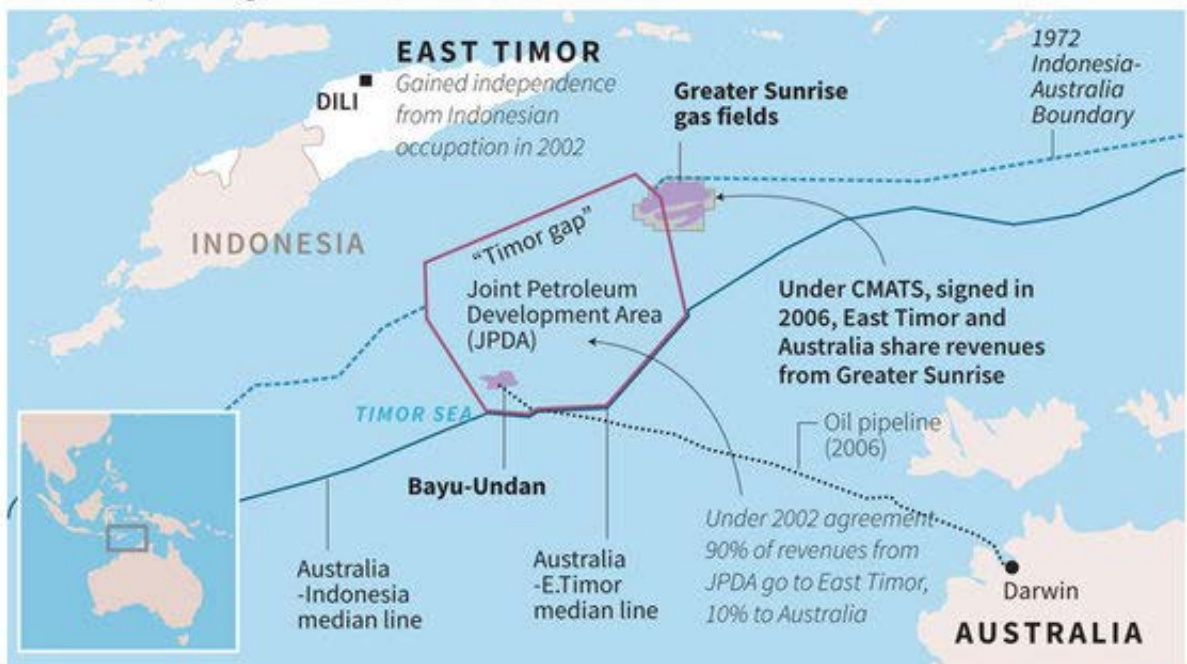 EAST TIMOR
Gained independence
from Indonesian
occupation in 2002
DILI
Greater Sunrise
gas fields
1972
Indonesia-
Australia
Boundary
INDONESIA
"Timor gap"
Joint Petroleum
Development Area
(JPDA)
Under CMATS, signed in
2006, East Timor and
Australia share revenues
from Greater Sunrise
TIMOR SEA
Oil pipeline
(2006)
Bayu-Undan
Under 2002 agreement
90% of revenues from
JPDA go to East Timor,
10% to Australia
Australia
-Indonesia
median line
Australia
-E.Timor
median line
Darwin
AUSTRALIA